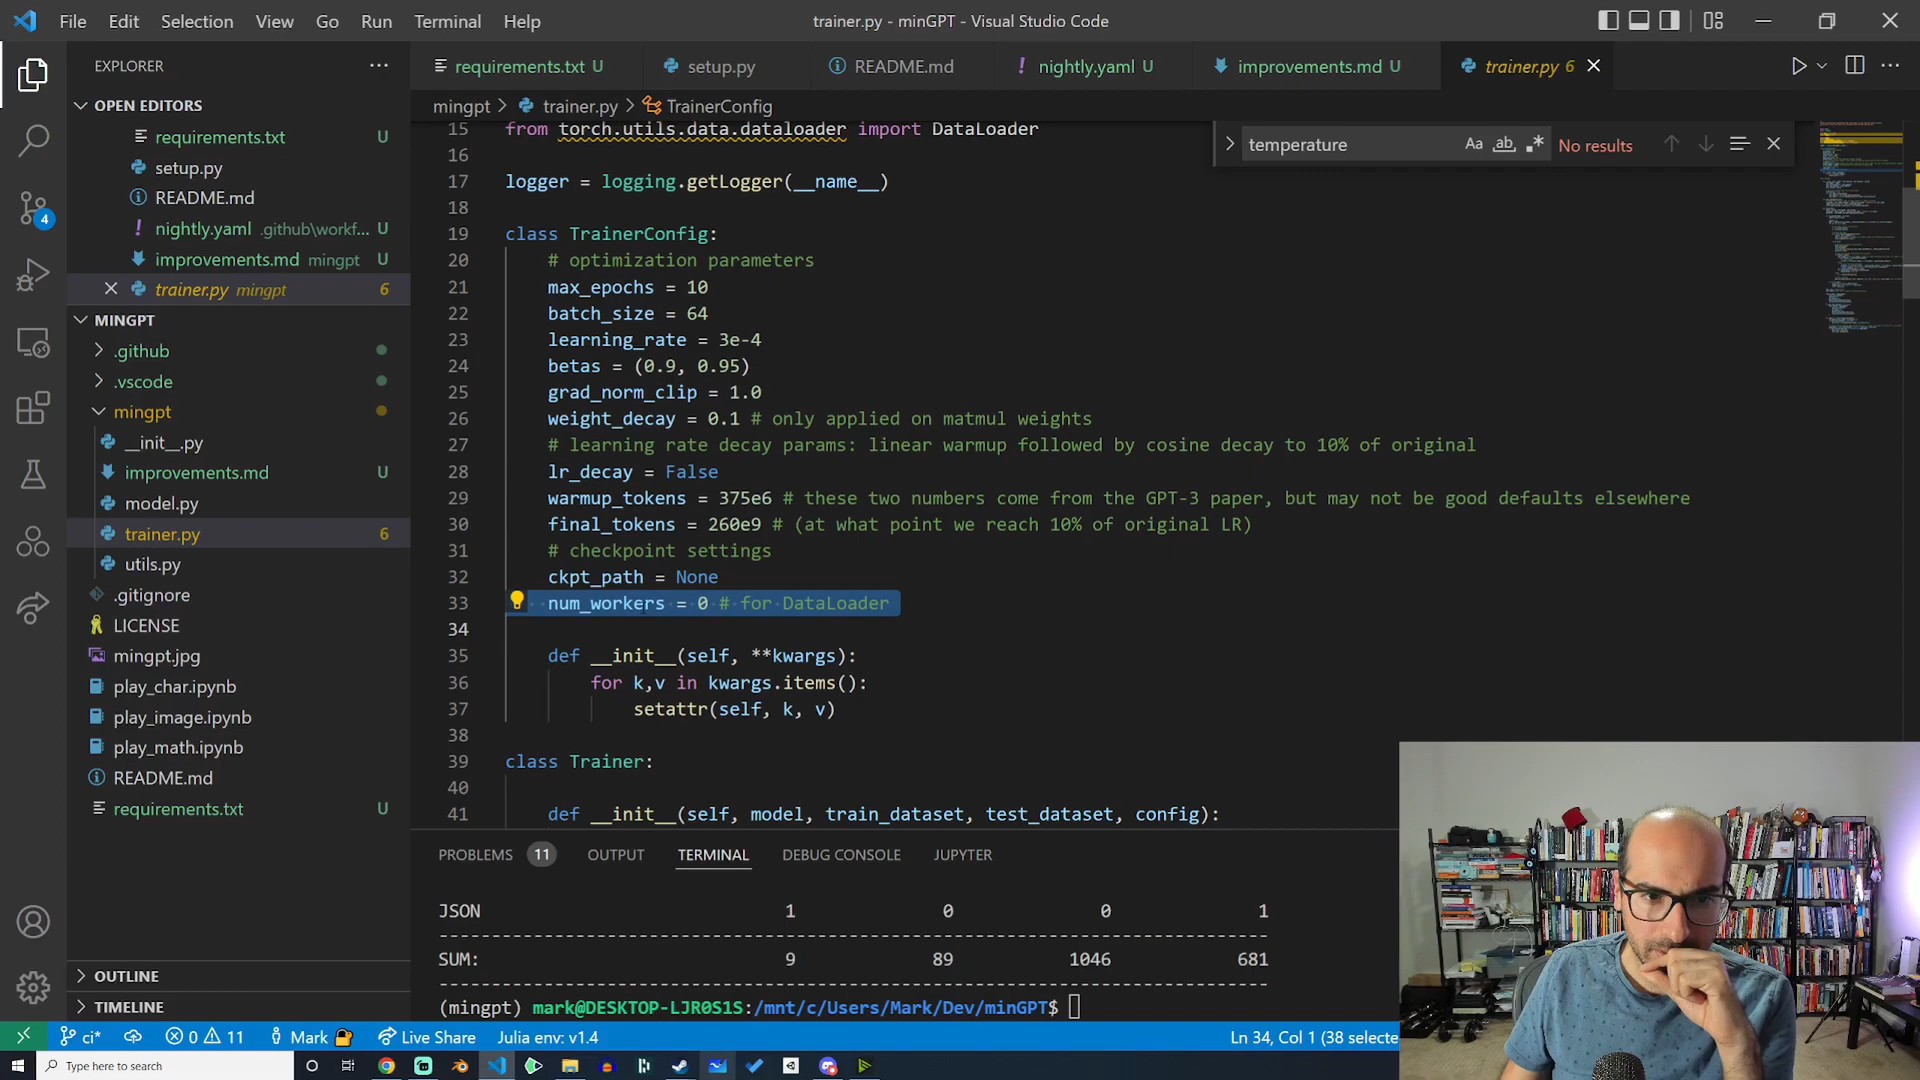 File Edit Selection View Go Run Terminal Help
trainer.py - minGPT - Visual Studio Code
EXPLORER
OPEN EDITORS
requirements.txt U
setup.py
README.md
nightly.yaml .github\workf... U
improvements.md mingpt U
trainer.py mingpt 6
MINGPT
.github
.vscode
mingpt
__init__.py
improvements.md U
model.py
trainer.py 6
utils.py
.gitignore
LICENSE
mingpt.jpg
play_char.ipynb
play_image.ipynb
play_math.ipynb
README.md
requirements.txt U
OUTLINE
TIMELINE
4
requirements.txt U setup.py README.md nightly.yaml U improvements.md U trainer.py 6
mingpt > trainer.py > TrainerConfig
temperature Aa ab No results
15 from torch.utils.data.dataloader import DataLoader
16
17 logger = logging.getLogger(__name__)
18
19 class TrainerConfig:
20 # optimization parameters
21 max_epochs = 10
22 batch_size = 64
23 learning_rate = 3e-4
24 betas = (0.9, 0.95)
25 grad_norm_clip = 1.0
26 weight_decay = 0.1 # only applied on matmul weights
27 # learning rate decay params: linear warmup followed by cosine decay to 10% of original
28 lr_decay = False
29 warmup_tokens = 375e6 # these two numbers come from the GPT-3 paper, but may not be good defaults elsewhere
30 final_tokens = 260e9 # (at what point we reach 10% of original LR)
31 # checkpoint settings
32 ckpt_path = None
33 num_workers = 0 # for DataLoader
34
35 def __init__(self, **kwargs):
36 for k,v in kwargs.items():
37 setattr(self, k, v)
38
39 class Trainer:
40
41 def __init__(self, model, train_dataset, test_dataset, config):
PROBLEMS 11 OUTPUT TERMINAL DEBUG CONSOLE JUPYTER
JSON 1 0 0 1
-------------------------------------------------------------------------------
SUM: 9 89 1046 681
-------------------------------------------------------------------------------
(mingpt) mark@DESKTOP-LJR0S1S:/mnt/c/Users/Mark/Dev/minGPT$
ci* 0 11 Mark Live Share Julia env: v1.4 Ln 34, Col 1 (38 selecte
Type here to search